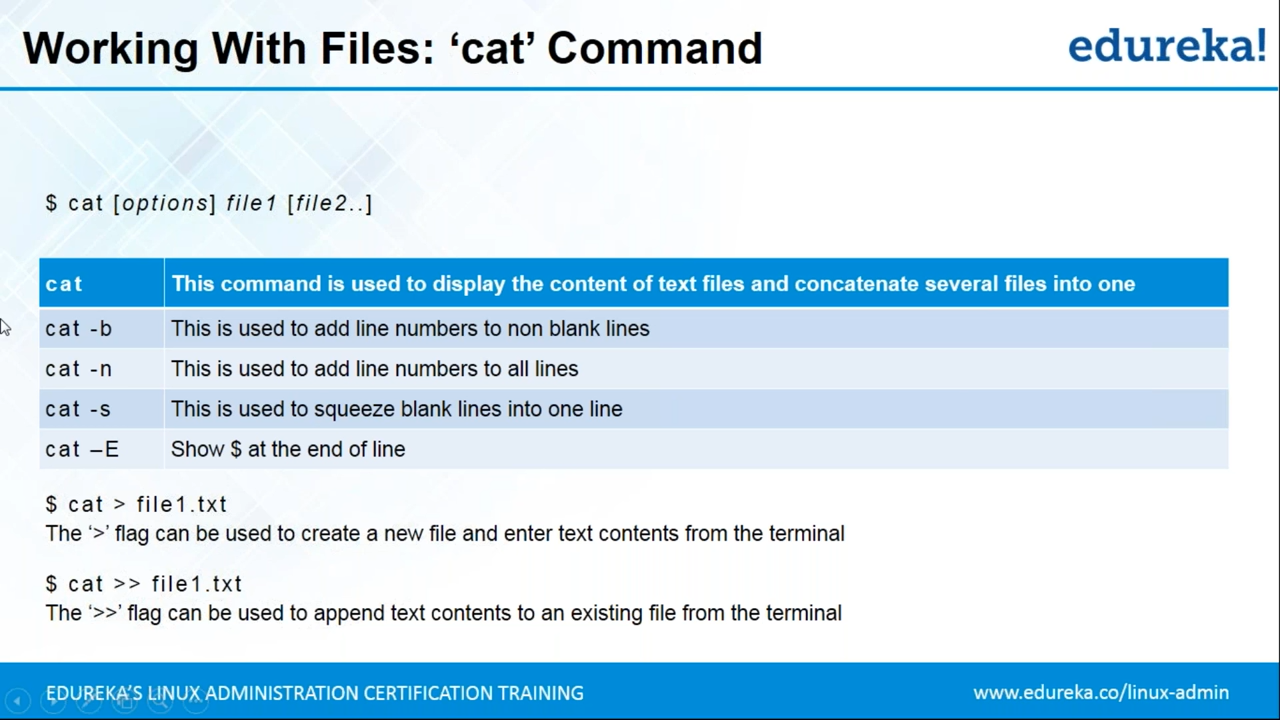 Working With Files: ‘cat’ Command
edureka!
$ cat [options] file1 [file2..]
cat This command is used to display the content of text files and concatenate several files into one
cat -b This is used to add line numbers to non blank lines
cat -n This is used to add line numbers to all lines
cat -s This is used to squeeze blank lines into one line
cat –E Show $ at the end of line
$ cat > file1.txt
The ‘>’ flag can be used to create a new file and enter text contents from the terminal
$ cat >> file1.txt
The ‘>>’ flag can be used to append text contents to an existing file from the terminal
EDUREKA’S LINUX ADMINISTRATION CERTIFICATION TRAINING
www.edureka.co/linux-admin